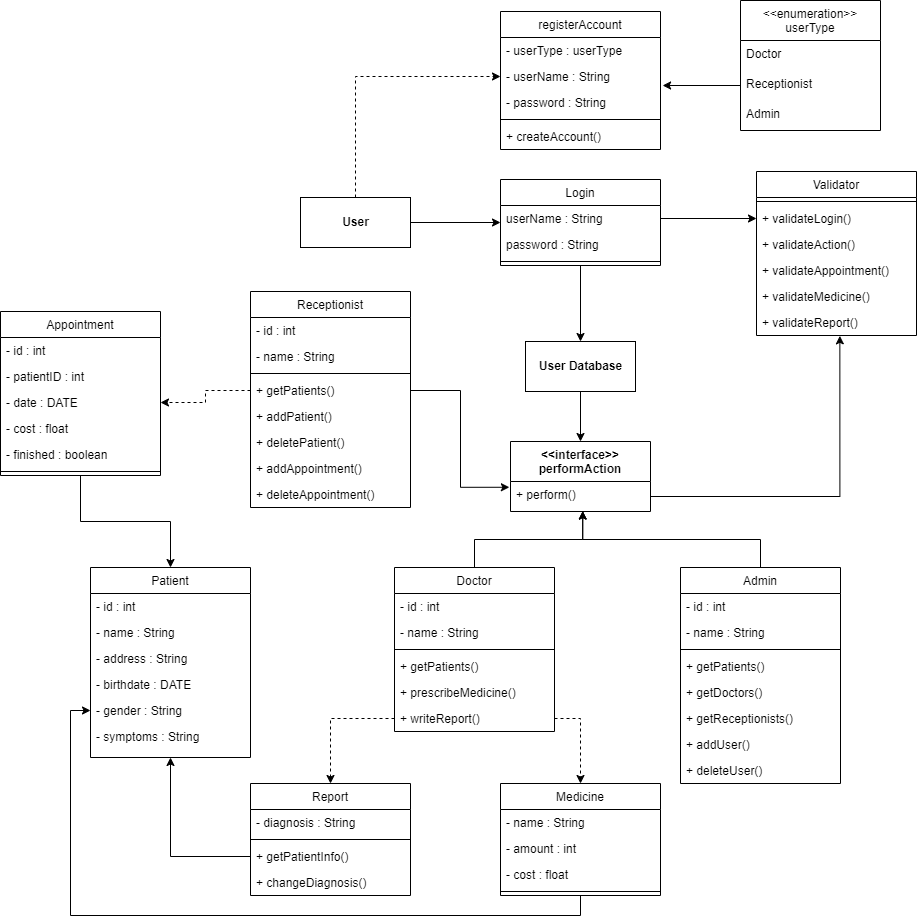 registerAccount
- userType : userType
- userName : String
- password : String
+ createAccount()
<<enumeration>>
userType
Doctor
Receptionist
Admin
User
Login
userName : String
password : String
Validator
+ validateLogin()
+ validateAction()
+ validateAppointment()
+ validateMedicine()
+ validateReport()
Appointment
- id : int
- patientID : int
- date : DATE
- cost : float
- finished : boolean
Receptionist
- id : int
- name : String
+ getPatients()
+ addPatient()
+ deletePatient()
+ addAppointment()
+ deleteAppointment()
User Database
<<interface>>
performAction
+ perform()
Patient
- id : int
- name : String
- address : String
- birthdate : DATE
- gender : String
- symptoms : String
Doctor
- id : int
- name : String
+ getPatients()
+ prescribeMedicine()
+ writeReport()
Admin
- id : int
- name : String
+ getPatients()
+ getDoctors()
+ getReceptionists()
+ addUser()
+ deleteUser()
Report
- diagnosis : String
+ getPatientInfo()
+ changeDiagnosis()
Medicine
- name : String
- amount : int
- cost : float